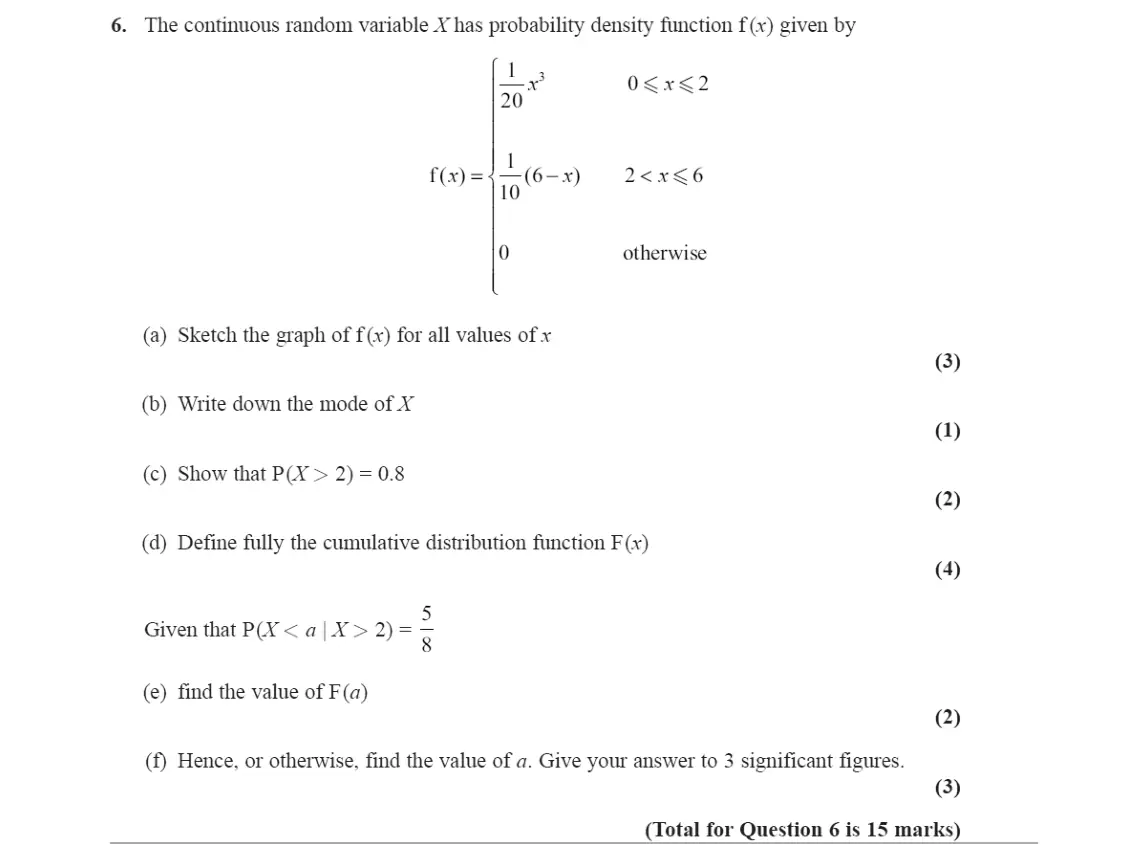 6. The continuous random variable X has probability density function f(x) given by
f(x) = { 1/20 x³ 0 ⩽ x ⩽ 2
1/10 (6 – x) 2 < x ⩽ 6
0 otherwise
(a) Sketch the graph of f(x) for all values of x
(3)
(b) Write down the mode of X
(1)
(c) Show that P(X > 2) = 0.8
(2)
(d) Define fully the cumulative distribution function F(x)
(4)
Given that P(X < a | X > 2) = 5/8
(e) find the value of F(a)
(2)
(f) Hence, or otherwise, find the value of a. Give your answer to 3 significant figures.
(3)
(Total for Question 6 is 15 marks)